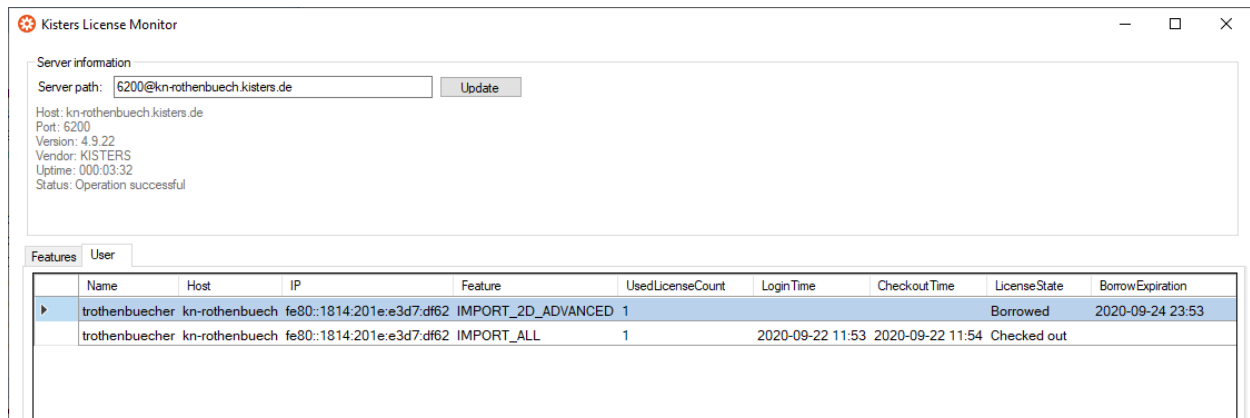 Kisters License Monitor
Server information
Server path: 6200@kn-rothenbuech.kisters.de Update
Host: kn-rothenbuech.kisters.de
Port: 6200
Version: 4.9.22
Vendor: KISTERS
Uptime: 000:03:32
Status: Operation successful
Features User
Name Host IP Feature UsedLicenseCount LoginTime CheckoutTime LicenseState BorrowExpiration
trothenbuecher kn-rothenbuech fe80::1814:201e:e3d7:df62 IMPORT_2D_ADVANCED 1 Borrowed 2020-09-24 23:53
trothenbuecher kn-rothenbuech fe80::1814:201e:e3d7:df62 IMPORT_ALL 1 2020-09-22 11:53 2020-09-22 11:54 Checked out